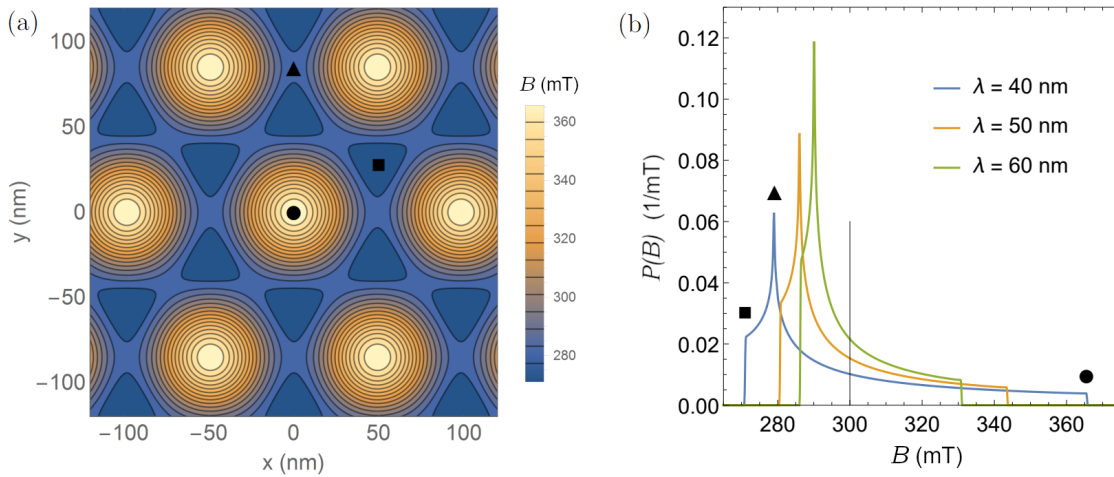 (a)
100
50
0
−50
−100
y (nm)
−100 −50 0 50 100
x (nm)
B (mT)
360
340
320
300
280
(b)
0.12
0.10
0.08
0.06
0.04
0.02
0.00
P(B) (1/mT)
λ = 40 nm
λ = 50 nm
λ = 60 nm
280 300 320 340 360
B (mT)